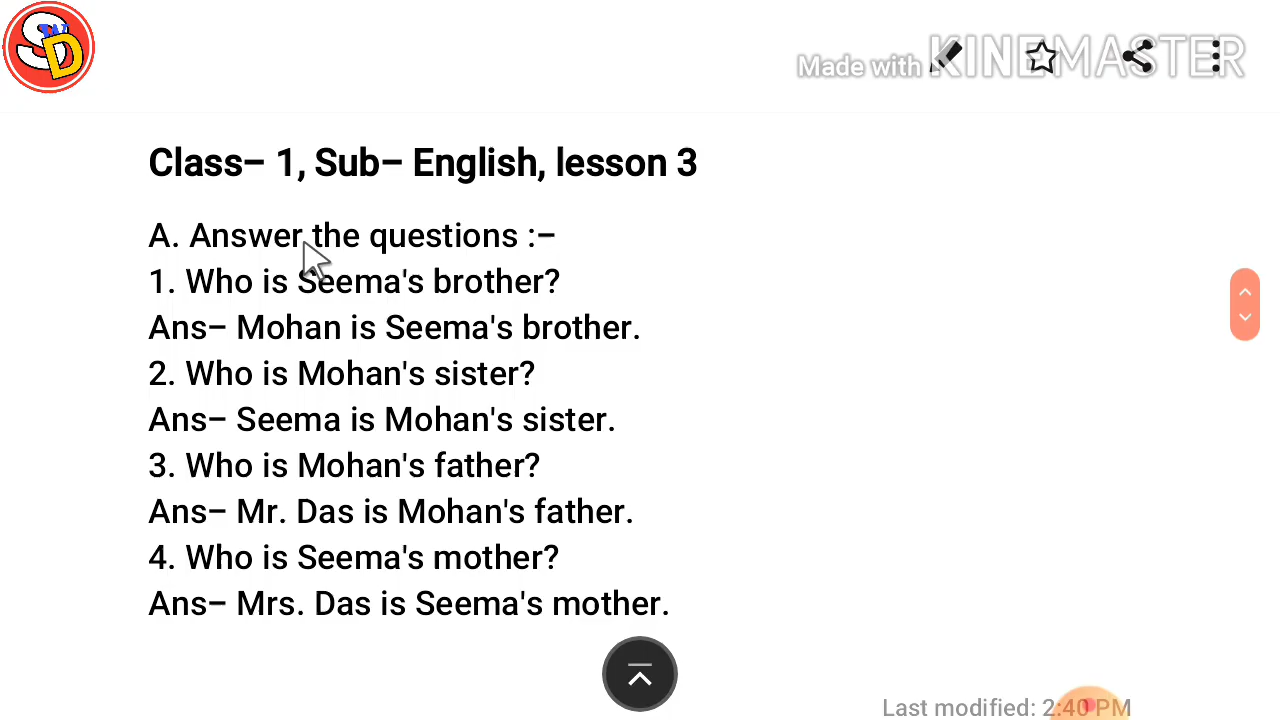 SWD
Made with KINEMASTER
Class– 1, Sub– English, lesson 3
A. Answer the questions :–
1. Who is Seema's brother?
Ans– Mohan is Seema's brother.
2. Who is Mohan's sister?
Ans– Seema is Mohan's sister.
3. Who is Mohan's father?
Ans– Mr. Das is Mohan's father.
4. Who is Seema's mother?
Ans– Mrs. Das is Seema's mother.
Last modified: 2:40 PM